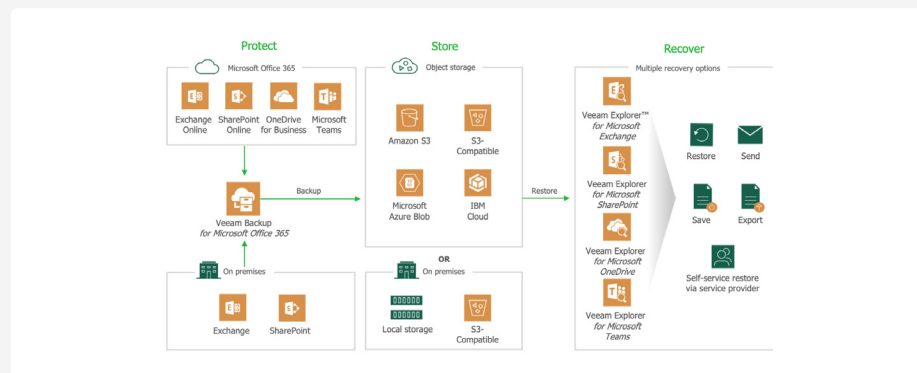 Protect
Store
Recover
Microsoft Office 365
Exchange
Online
SharePoint
Online
OneDrive
for Business
Microsoft
Teams
Veeam Backup
for Microsoft Office 365
Backup
On premises
Exchange
SharePoint
Object storage
Amazon S3
S3-
Compatible
Microsoft
Azure Blob
IBM
Cloud
Restore
OR
On premises
Local storage
S3-
Compatible
Multiple recovery options
Veeam Explorer™
for Microsoft
Exchange
Veeam Explorer
for Microsoft
SharePoint
Veeam Explorer
for Microsoft
OneDrive
Veeam Explorer
for Microsoft
Teams
Restore
Send
Save
Export
Self-service restore
via service provider